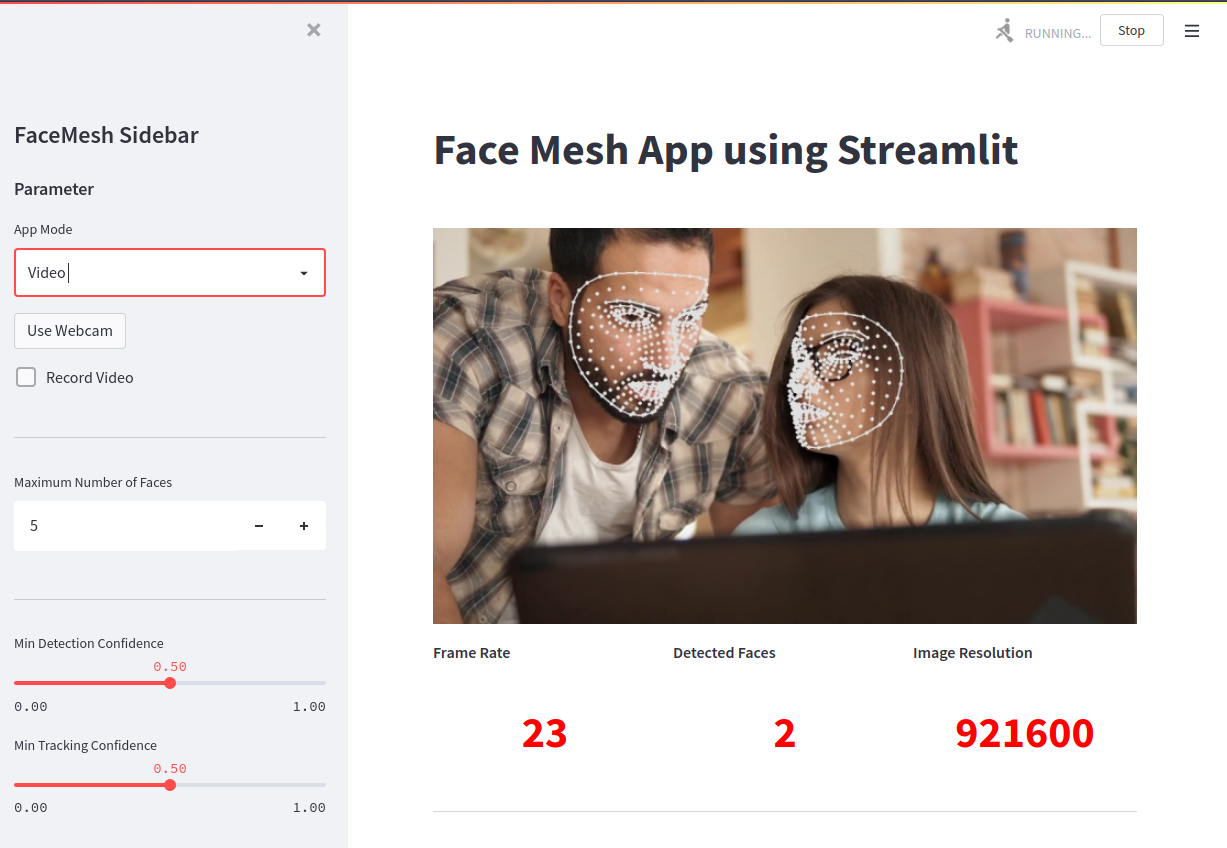 RUNNING...
Stop
FaceMesh Sidebar
Parameter
App Mode
Video
Use Webcam
Record Video
Maximum Number of Faces
5
Min Detection Confidence
0.50
0.00 1.00
Min Tracking Confidence
0.50
0.00 1.00
Face Mesh App using Streamlit
Frame Rate Detected Faces Image Resolution
23 2 921600